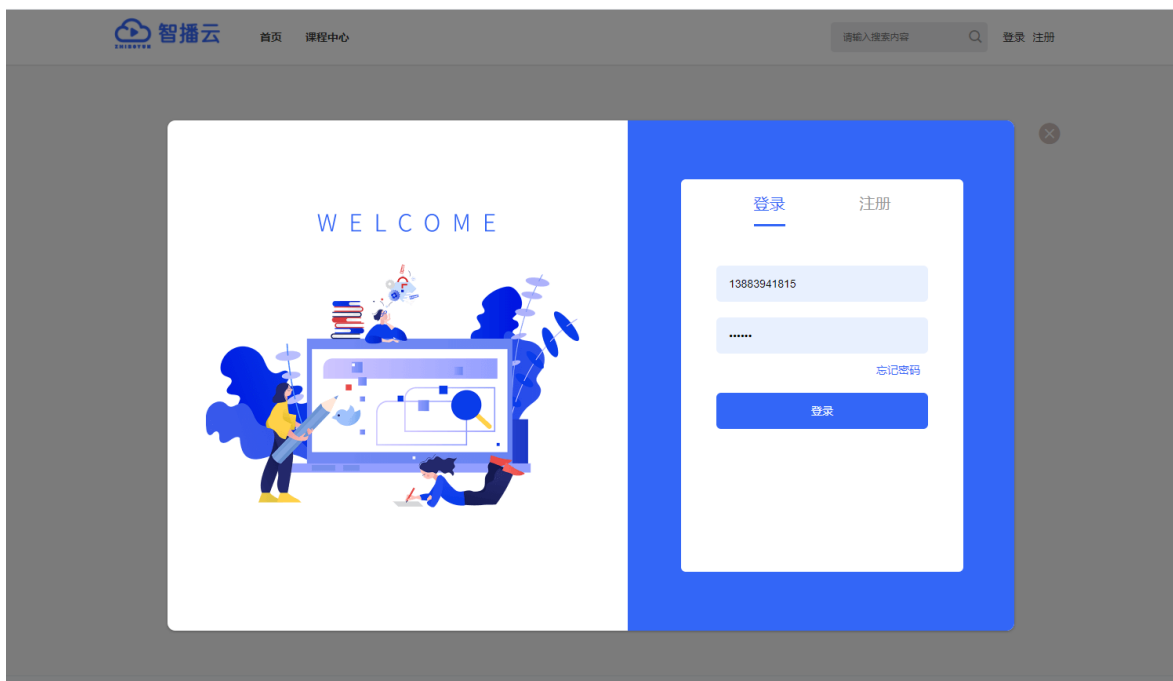 智播云
ZHIBOYUN
首页 课程中心
请输入搜索内容
登录 注册
WELCOME
登录 注册
13883941815
••••••
忘记密码
登录